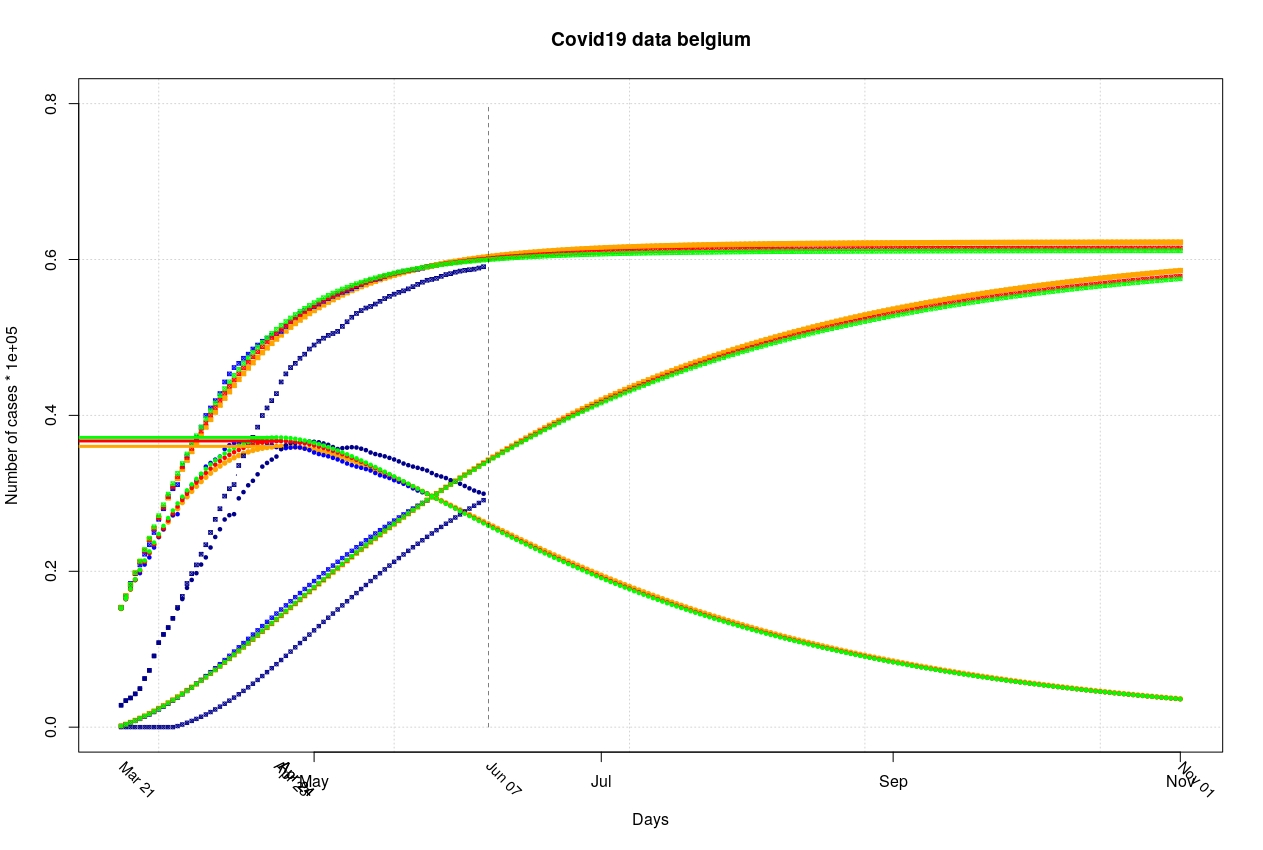 Covid19 data belgium
Number of cases * 1e+05
0.8
0.6
0.4
0.2
0.0
Mar 21
May
Jun 07
Jul
Sep
Nov
Nov 01
Days